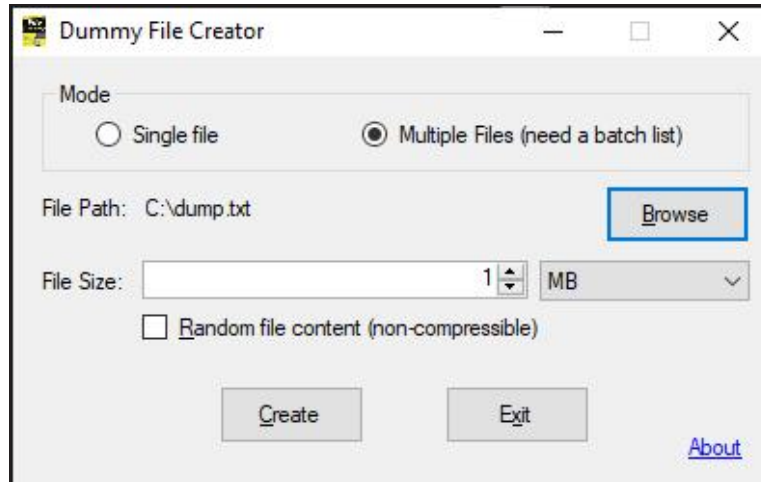 Dummy File Creator
Mode
Single file Multiple Files (need a batch list)
File Path: C:\dump.txt Browse
File Size: 1 MB
Random file content (non-compressible)
Create Exit
About